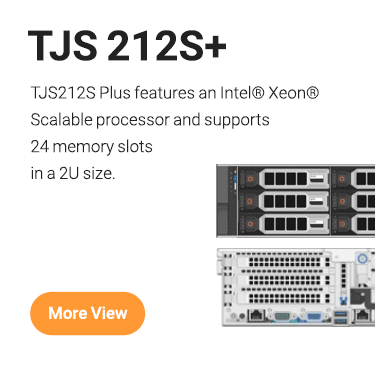 TJS 212S+
TJS212S Plus features an Intel® Xeon®
Scalable processor and supports
24 memory slots
in a 2U size.
More View